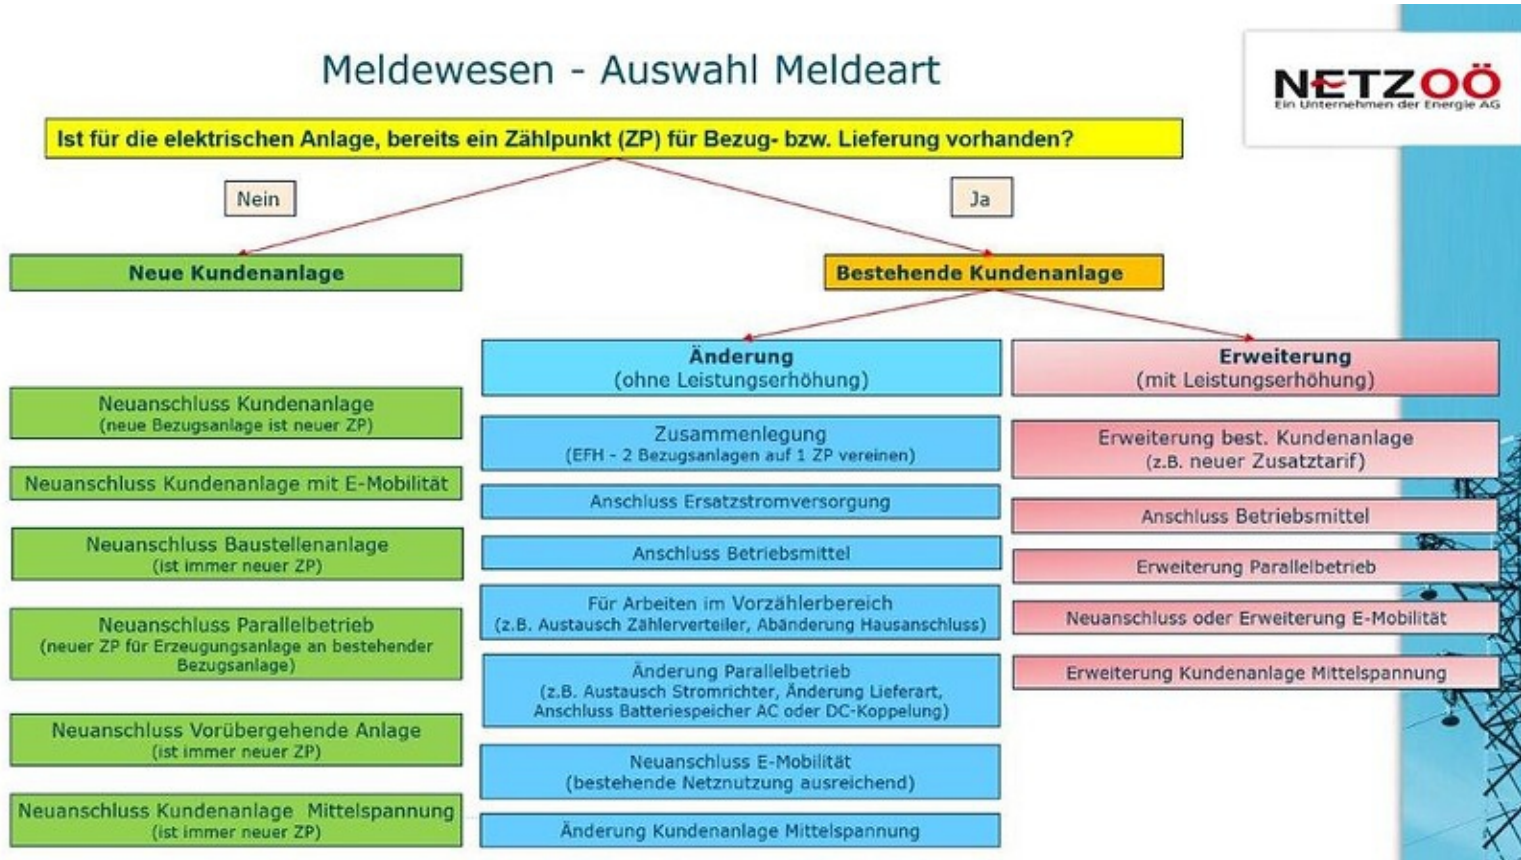 Meldewesen - Auswahl Meldeart
NETZOÖ
Ein Unternehmen der Energie AG
Ist für die elektrischen Anlage, bereits ein Zählpunkt (ZP) für Bezug- bzw. Lieferung vorhanden?
Nein
Ja
Neue Kundenanlage
Bestehende Kundenanlage
Neuanschluss Kundenanlage
(neue Bezugsanlage ist neuer ZP)
Neuanschluss Kundenanlage mit E-Mobilität
Neuanschluss Baustellenanlage
(ist immer neuer ZP)
Neuanschluss Parallelbetrieb
(neuer ZP für Erzeugungsanlage an bestehender
Bezugsanlage)
Neuanschluss Vorübergehende Anlage
(ist immer neuer ZP)
Neuanschluss Kundenanlage Mittelspannung
(ist immer neuer ZP)
Änderung
(ohne Leistungserhöhung)
Zusammenlegung
(EFH - 2 Bezugsanlagen auf 1 ZP vereinen)
Anschluss Ersatzstromversorgung
Anschluss Betriebsmittel
Für Arbeiten im Vorzählerbereich
(z.B. Austausch Zählerverteiler, Abänderung Hausanschluss)
Änderung Parallelbetrieb
(z.B. Austausch Stromrichter, Änderung Lieferart,
Anschluss Batteriespeicher AC oder DC-Koppelung)
Neuanschluss E-Mobilität
(bestehende Netznutzung ausreichend)
Änderung Kundenanlage Mittelspannung
Erweiterung
(mit Leistungserhöhung)
Erweiterung best. Kundenanlage
(z.B. neuer Zusatztarif)
Anschluss Betriebsmittel
Erweiterung Parallelbetrieb
Neuanschluss oder Erweiterung E-Mobilität
Erweiterung Kundenanlage Mittelspannung